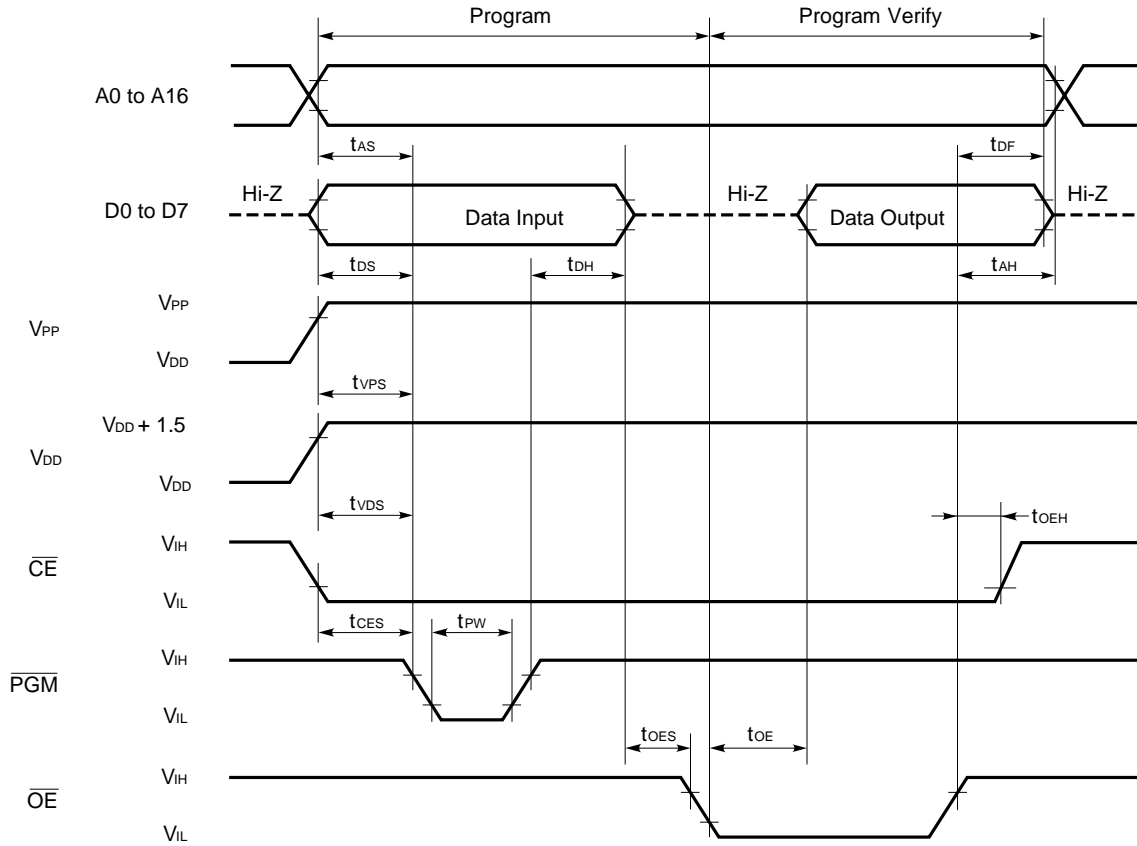 Program Program Verify
A0 to A16
tAS tDF
D0 to D7 Hi-Z Data Input Hi-Z Data Output Hi-Z
tDS tDH tAH
VPP
VPP
VDD
tVPS
VDD + 1.5
VDD
VDD
tVDS
tOEH
VIH
CE
VIL
tCES tPW
VIH
PGM
VIL
tOES tOE
VIH
OE
VIL